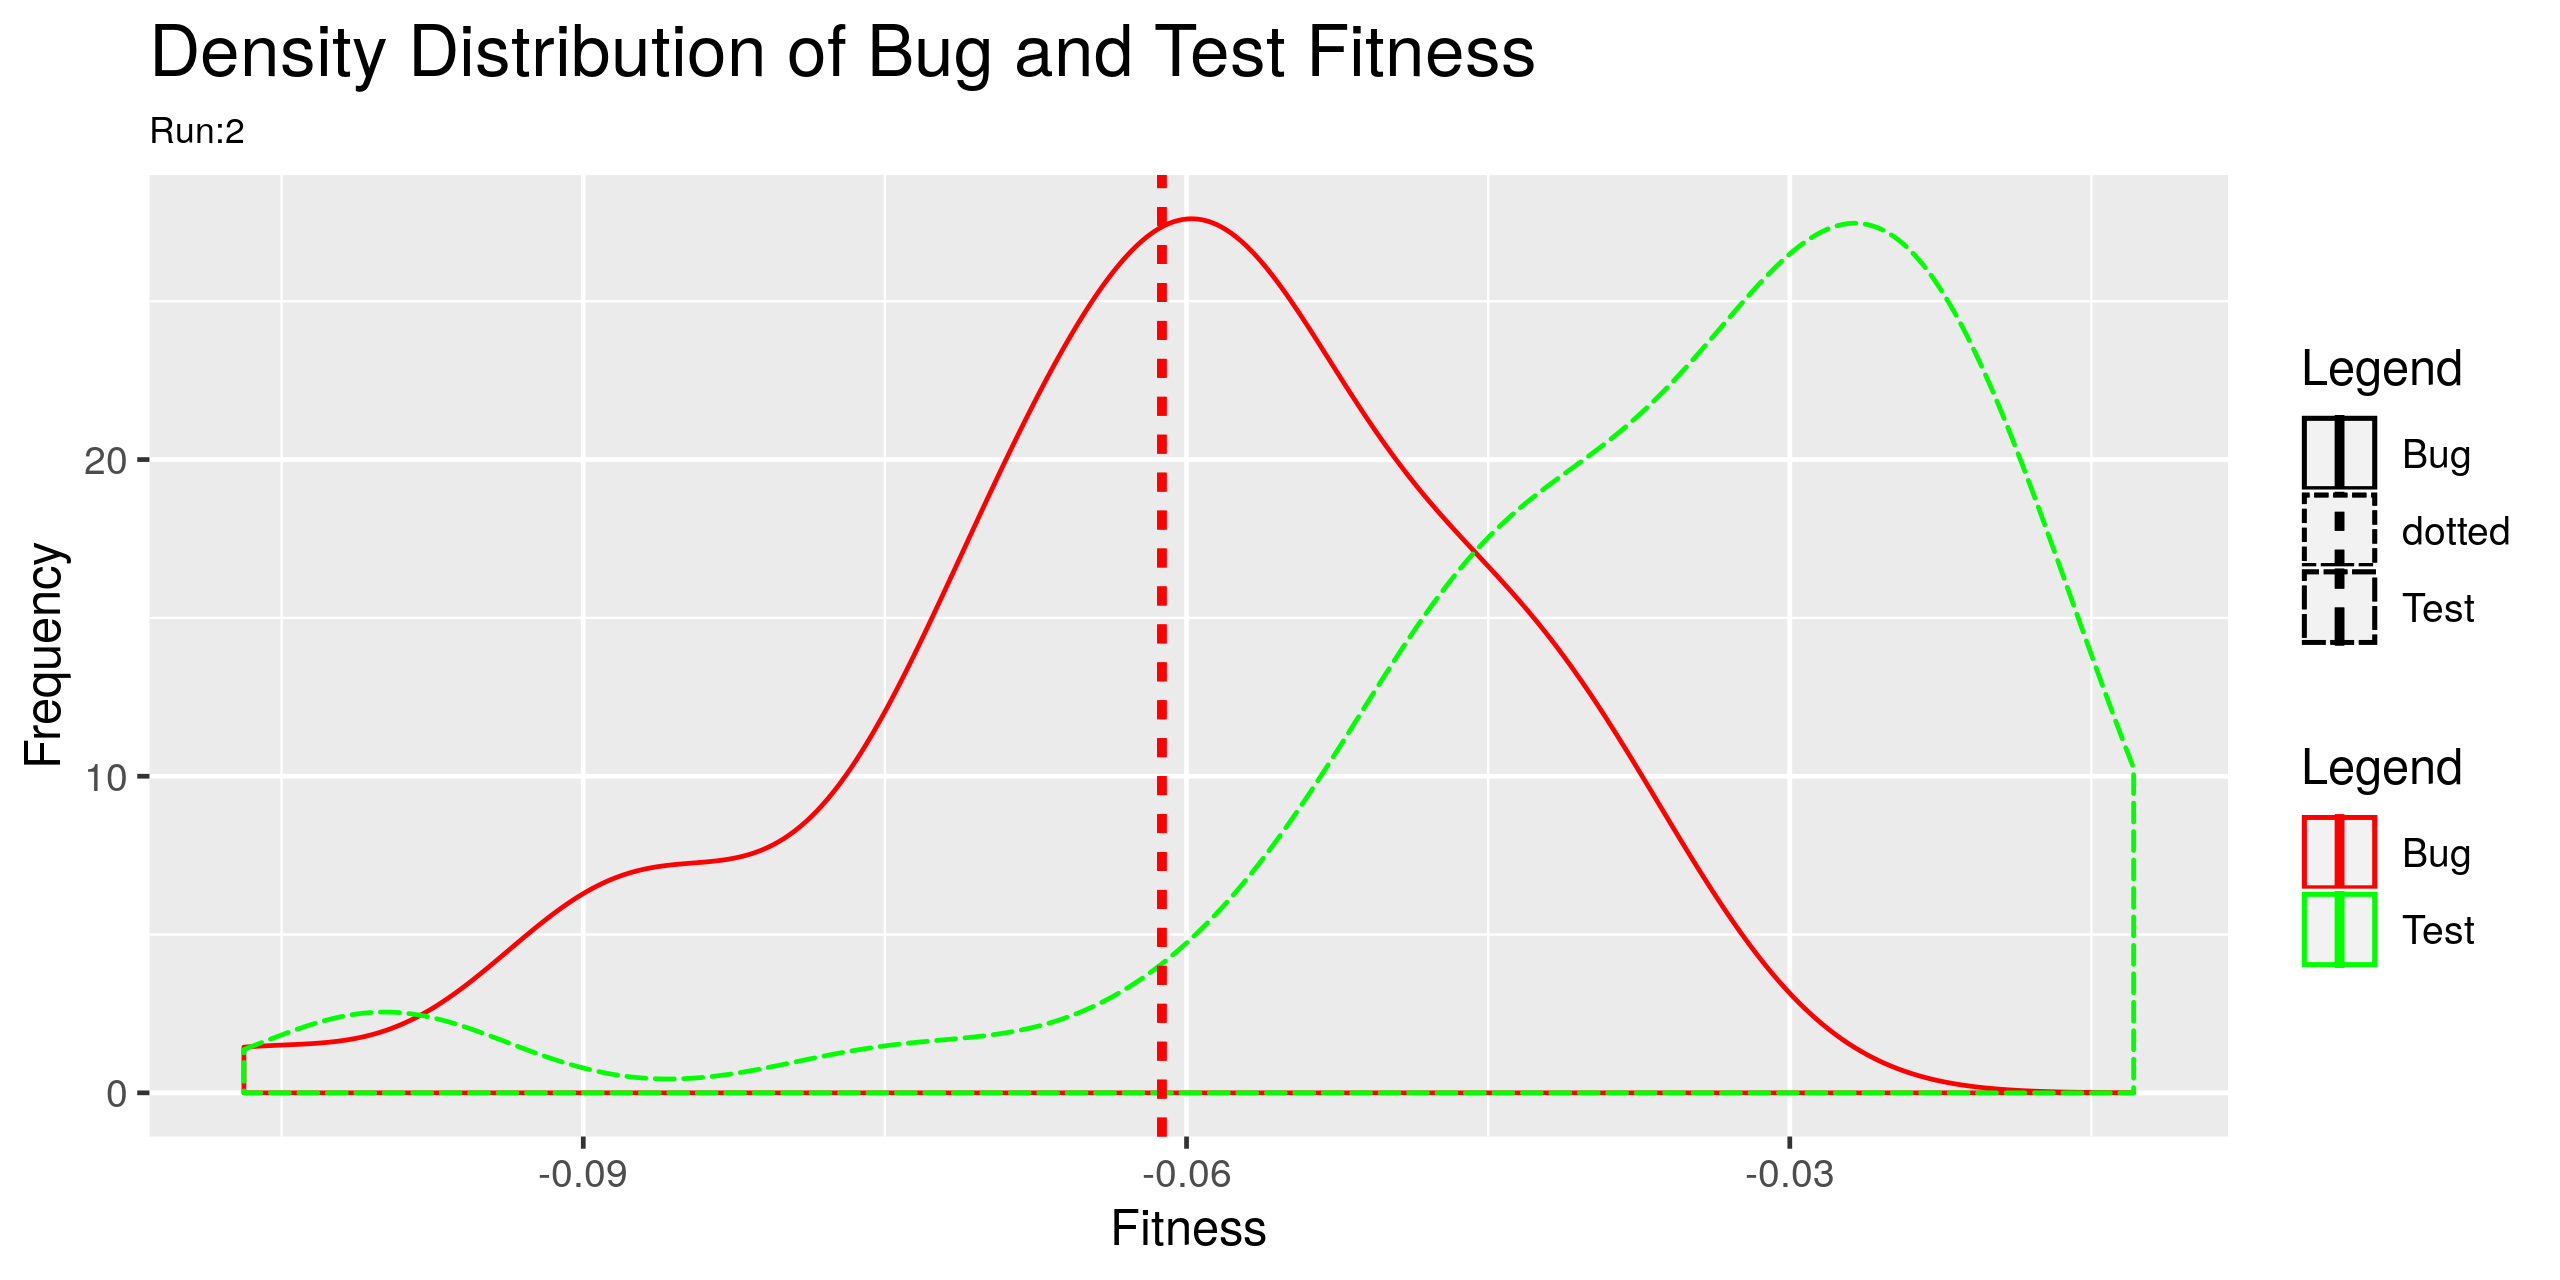 Density Distribution of Bug and Test Fitness
Run:2
Frequency
20
10
0
-0.09
-0.06
-0.03
Fitness
Legend
Bug
dotted
Test
Legend
Bug
Test